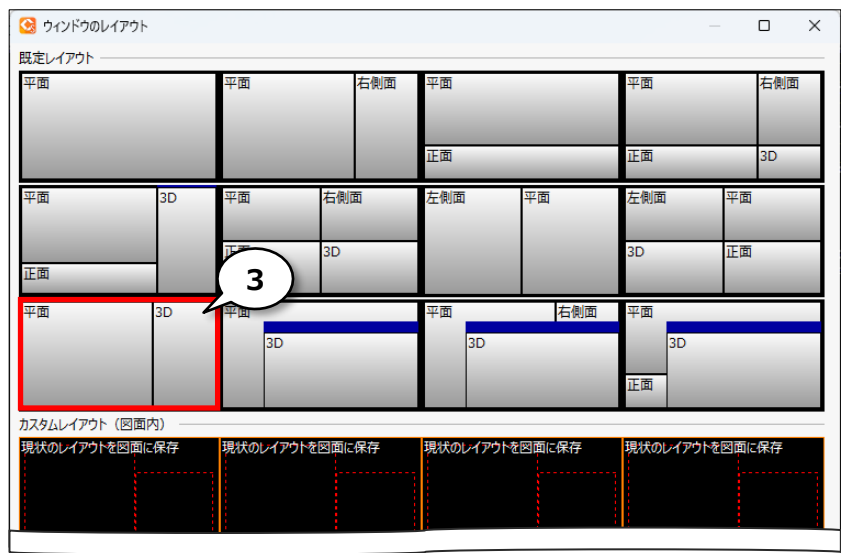 ウィンドウのレイアウト
既定レイアウト
平面
平面 右側面
平面
正面
平面 右側面
正面 3D
平面 3D
正面
平面 右側面
正面 3D
左側面 平面
左側面 平面
3D 正面
3
平面 3D
平面
3D
平面 右側面
3D
平面
3D
正面
カスタムレイアウト（図面内）
現状のレイアウトを図面に保存 現状のレイアウトを図面に保存 現状のレイアウトを図面に保存 現状のレイアウトを図面に保存